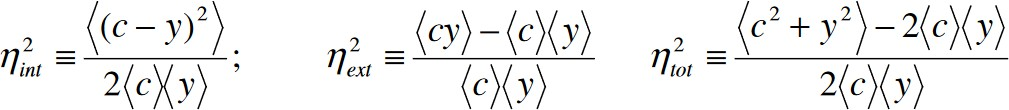 η²_int ≡ ⟨(c − y)²⟩ / 2⟨c⟩⟨y⟩; η²_ext ≡ (⟨cy⟩ − ⟨c⟩⟨y⟩) / ⟨c⟩⟨y⟩ η²_tot ≡ (⟨c² + y²⟩ − 2⟨c⟩⟨y⟩) / 2⟨c⟩⟨y⟩